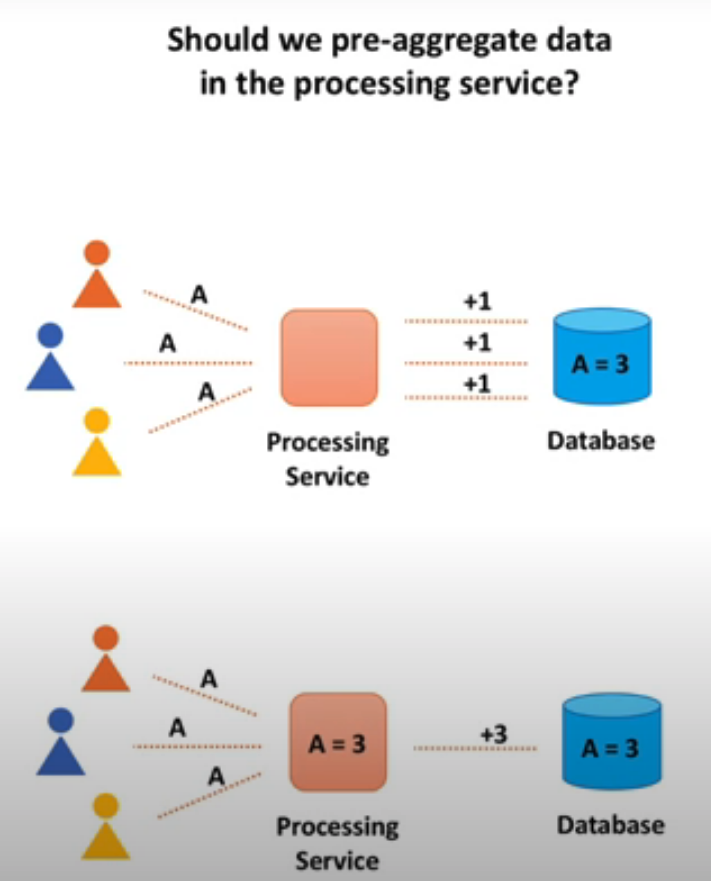 Should we pre-aggregate data
in the processing service?
A
A
A
+1
+1
+1
A = 3
Processing
Service
Database
A
A
A
A = 3
+3
A = 3
Processing
Service
Database